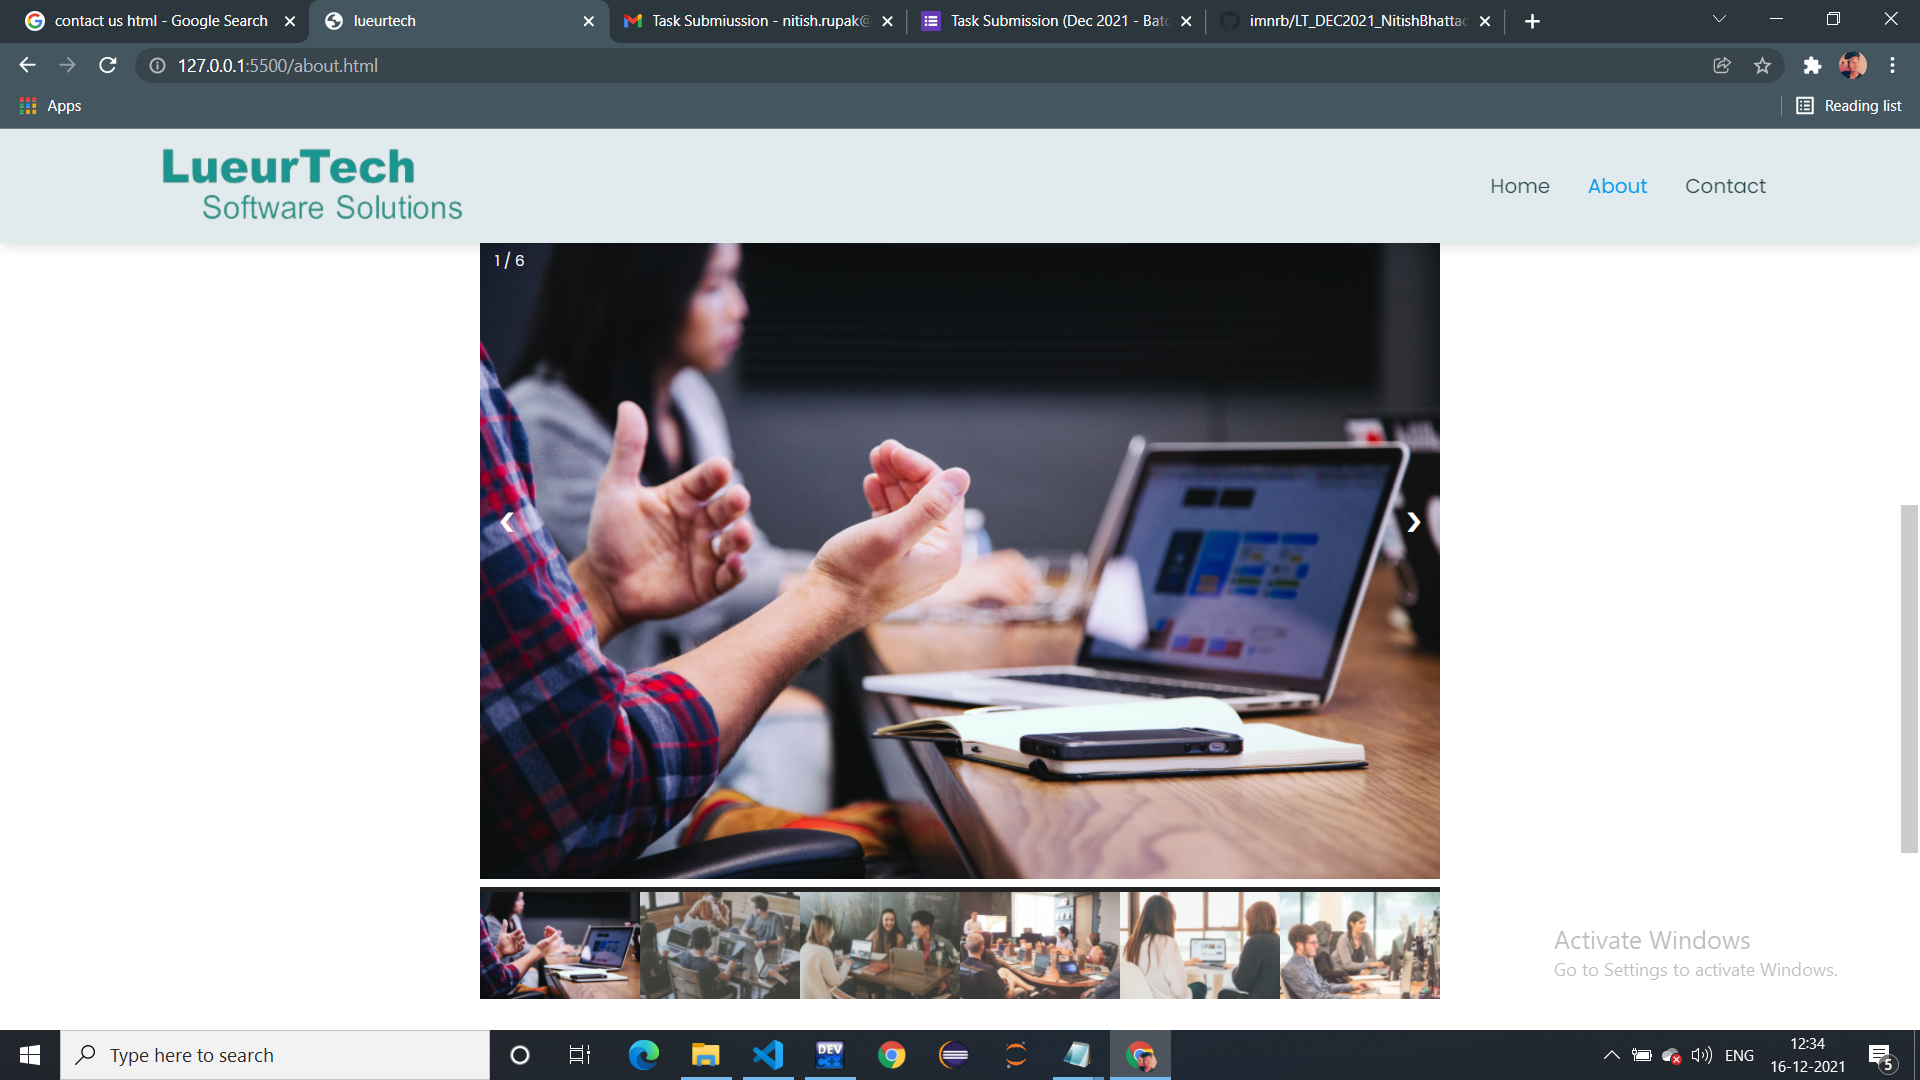 contact us html - Google Search
lueurtech
Task Submiussion - nitish.rupak@
Task Submission (Dec 2021 - Batc
imnrb/LT_DEC2021_NitishBhattac
127.0.0.1:5500/about.html
Apps
Reading list
LueurTech
Software Solutions
Home
About
Contact
1 / 6
Activate Windows
Go to Settings to activate Windows.
Type here to search
DEV
C++
ENG
12:34
16-12-2021
5